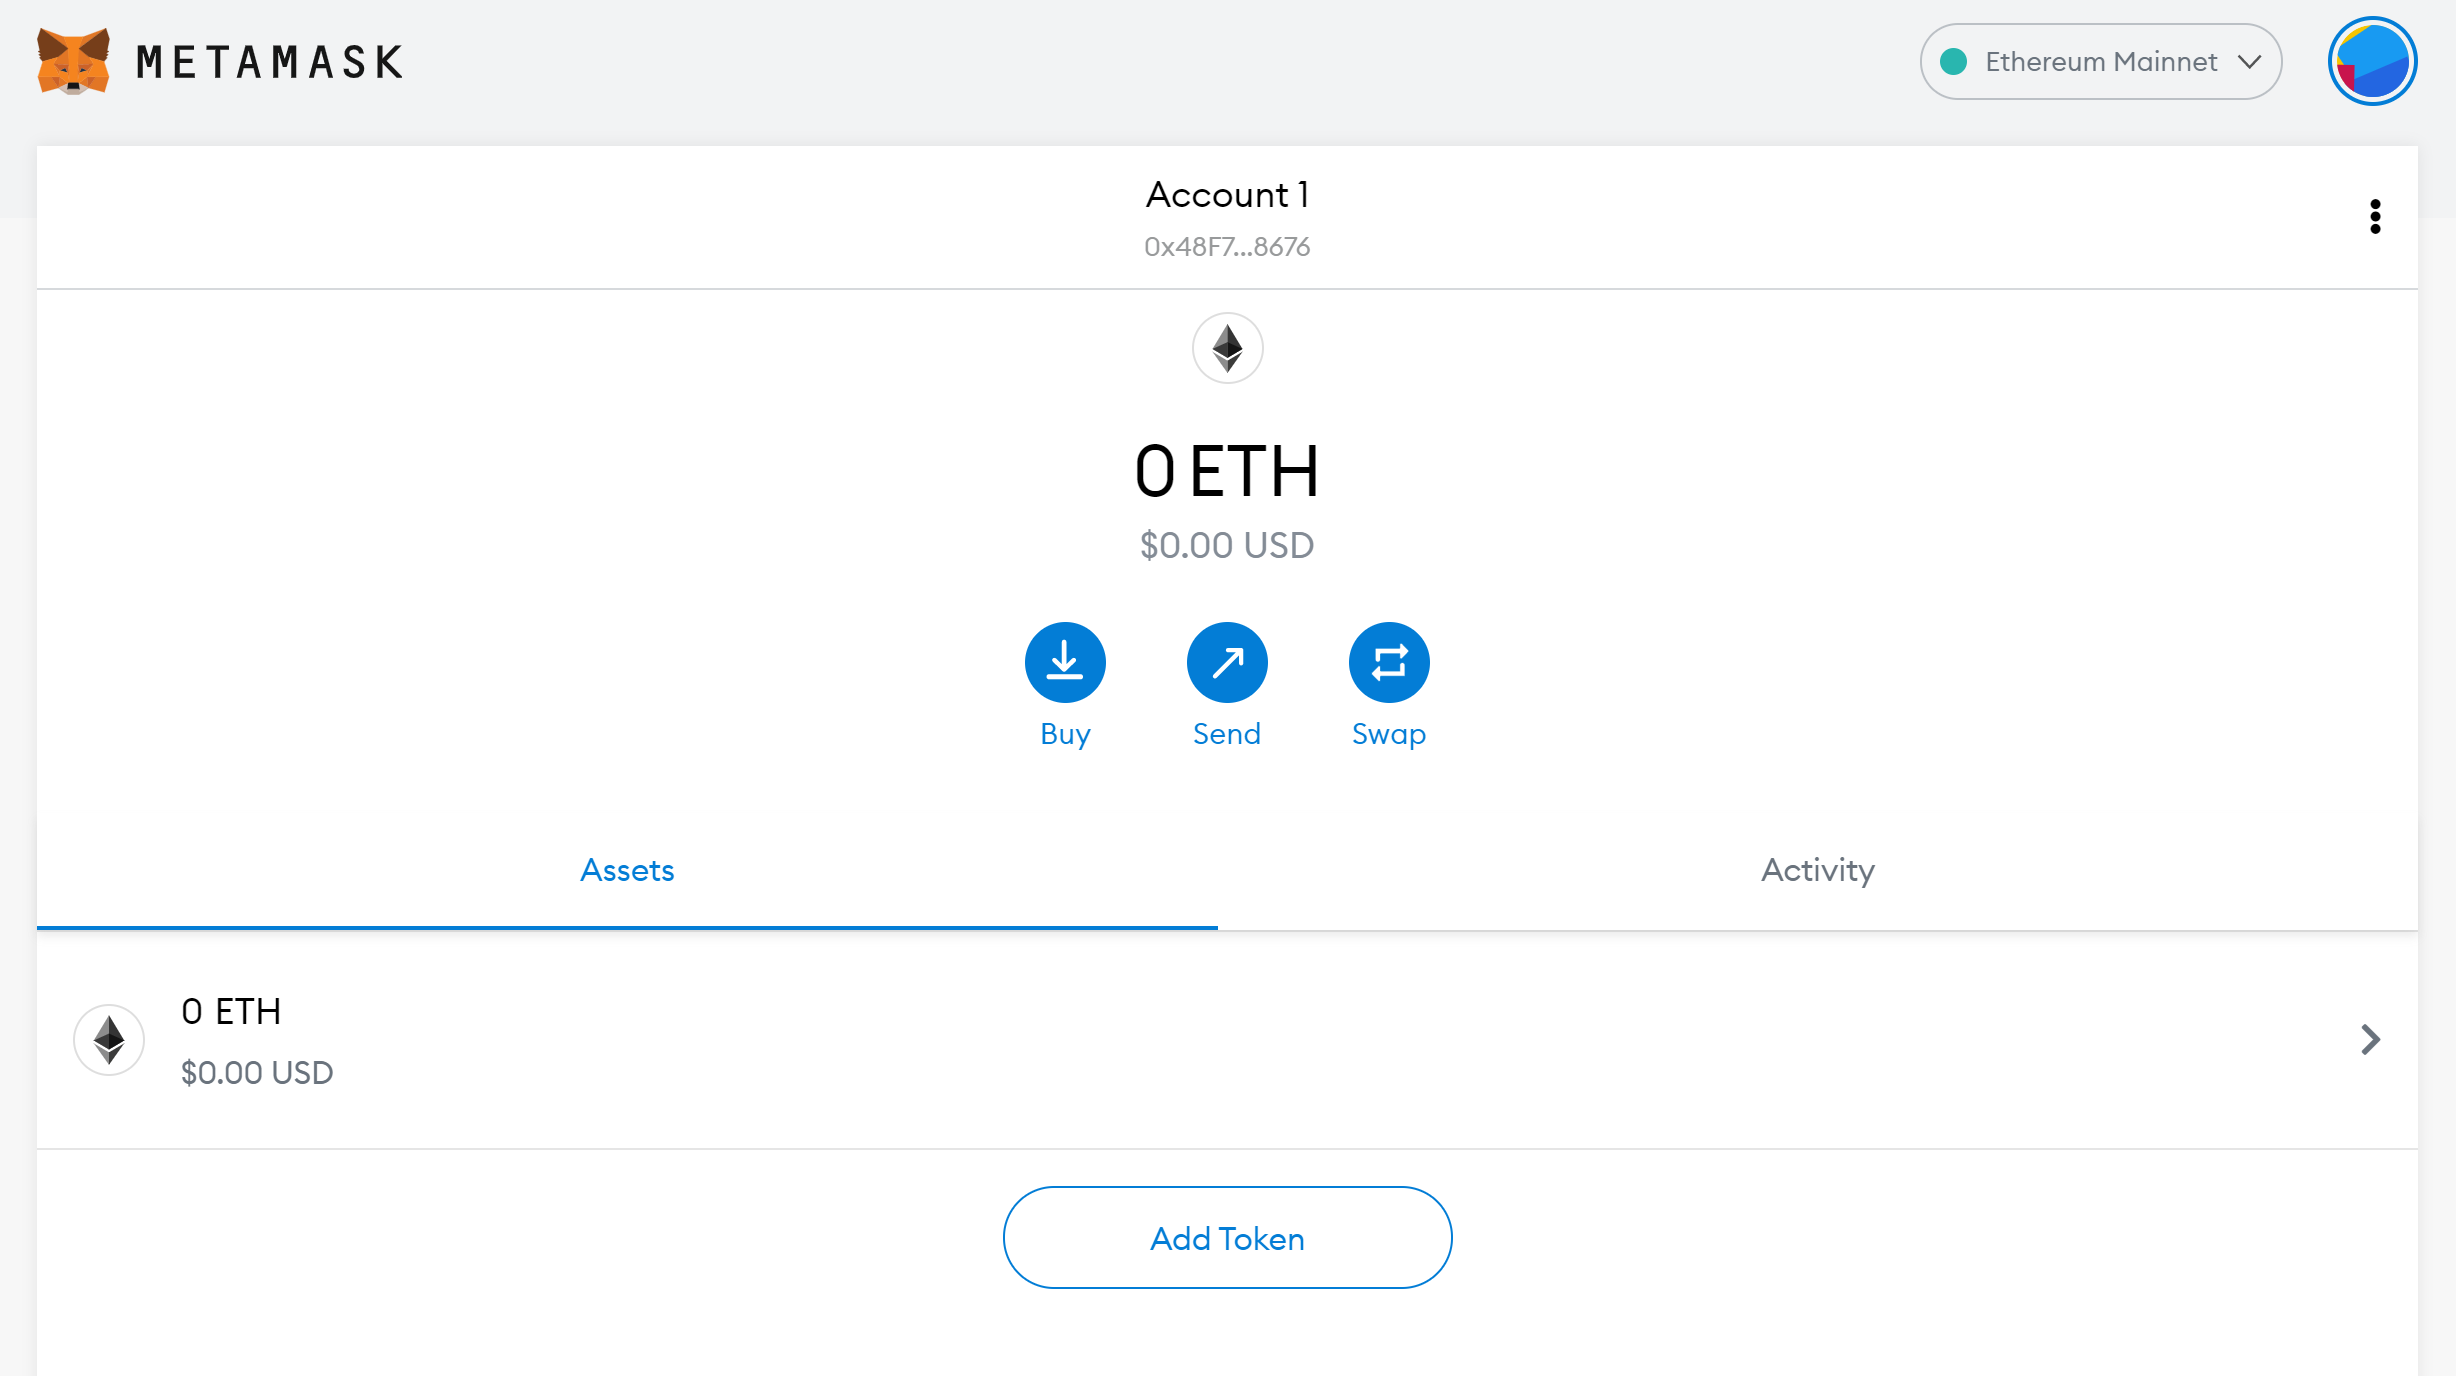 METAMASK
Ethereum Mainnet
Account 1
0x48F7...8676
0 ETH
$0.00 USD
Buy
Send
Swap
Assets
Activity
0 ETH
$0.00 USD
Add Token